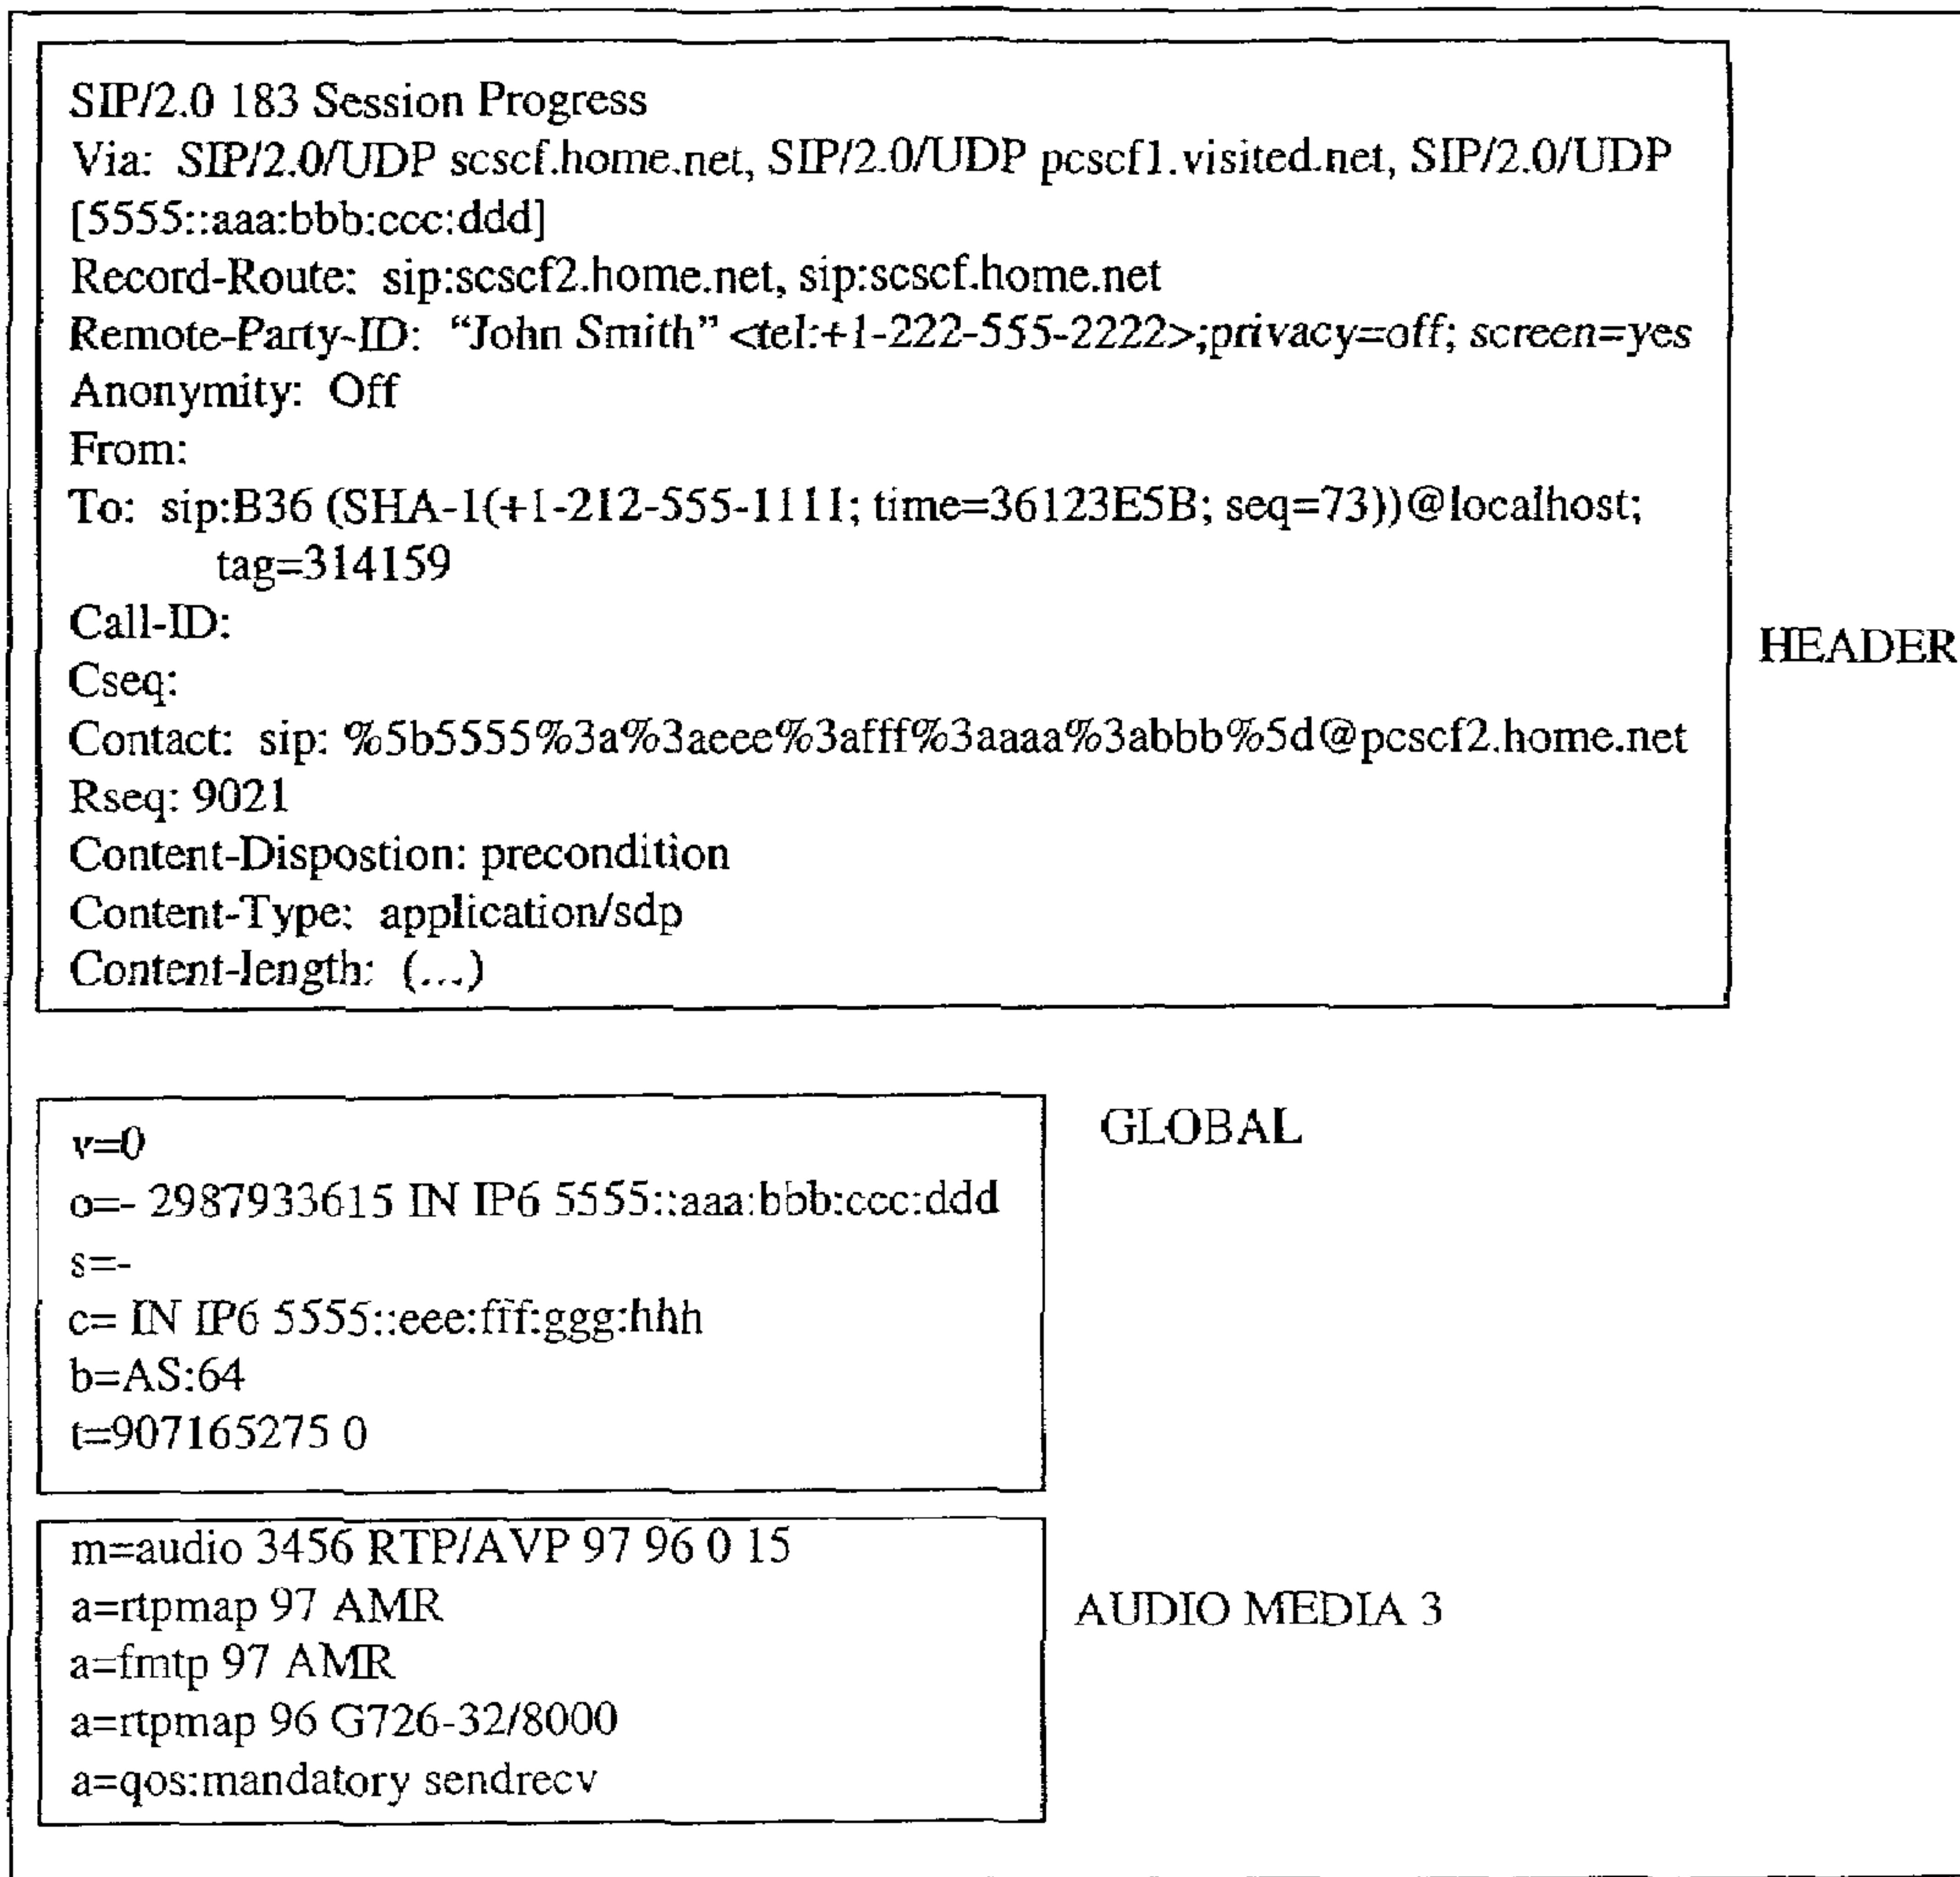 SIP/2.0 183 Session Progress
Via: SIP/2.0/UDP scscf.home.net, SIP/2.0/UDP pcscf1.visited.net, SIP/2.0/UDP
[5555::aaa:bbb:ccc:ddd]
Record-Route: sip:scscf2.home.net, sip:scscf.home.net
Remote-Party-ID: “John Smith” <tel:+1-222-555-2222>;privacy=off; screen=yes
Anonymity: Off
From:
To: sip:B36 (SHA-1(+1-212-555-1111; time=36123E5B; seq=73))@localhost;
tag=314159
Call-ID:
Cseq:
HEADER
Contact: sip: %5b5555%3a%3aeee%3afff%3aaaa%3abbb%5d@pcscf2.home.net
Rseq: 9021
Content-Dispostion: precondition
Content-Type: application/sdp
Content-length: (...)
GLOBAL
v=0
o=- 2987933615 IN IP6 5555::aaa:bbb:ccc:ddd
s=-
c= IN IP6 5555::eee:fff:ggg:hhh
b=AS:64
t=907165275 0
m=audio 3456 RTP/AVP 97 96 0 15
a=rtpmap 97 AMR
AUDIO MEDIA 3
a=fmtp 97 AMR
a=rtpmap 96 G726-32/8000
a=qos:mandatory sendrecv